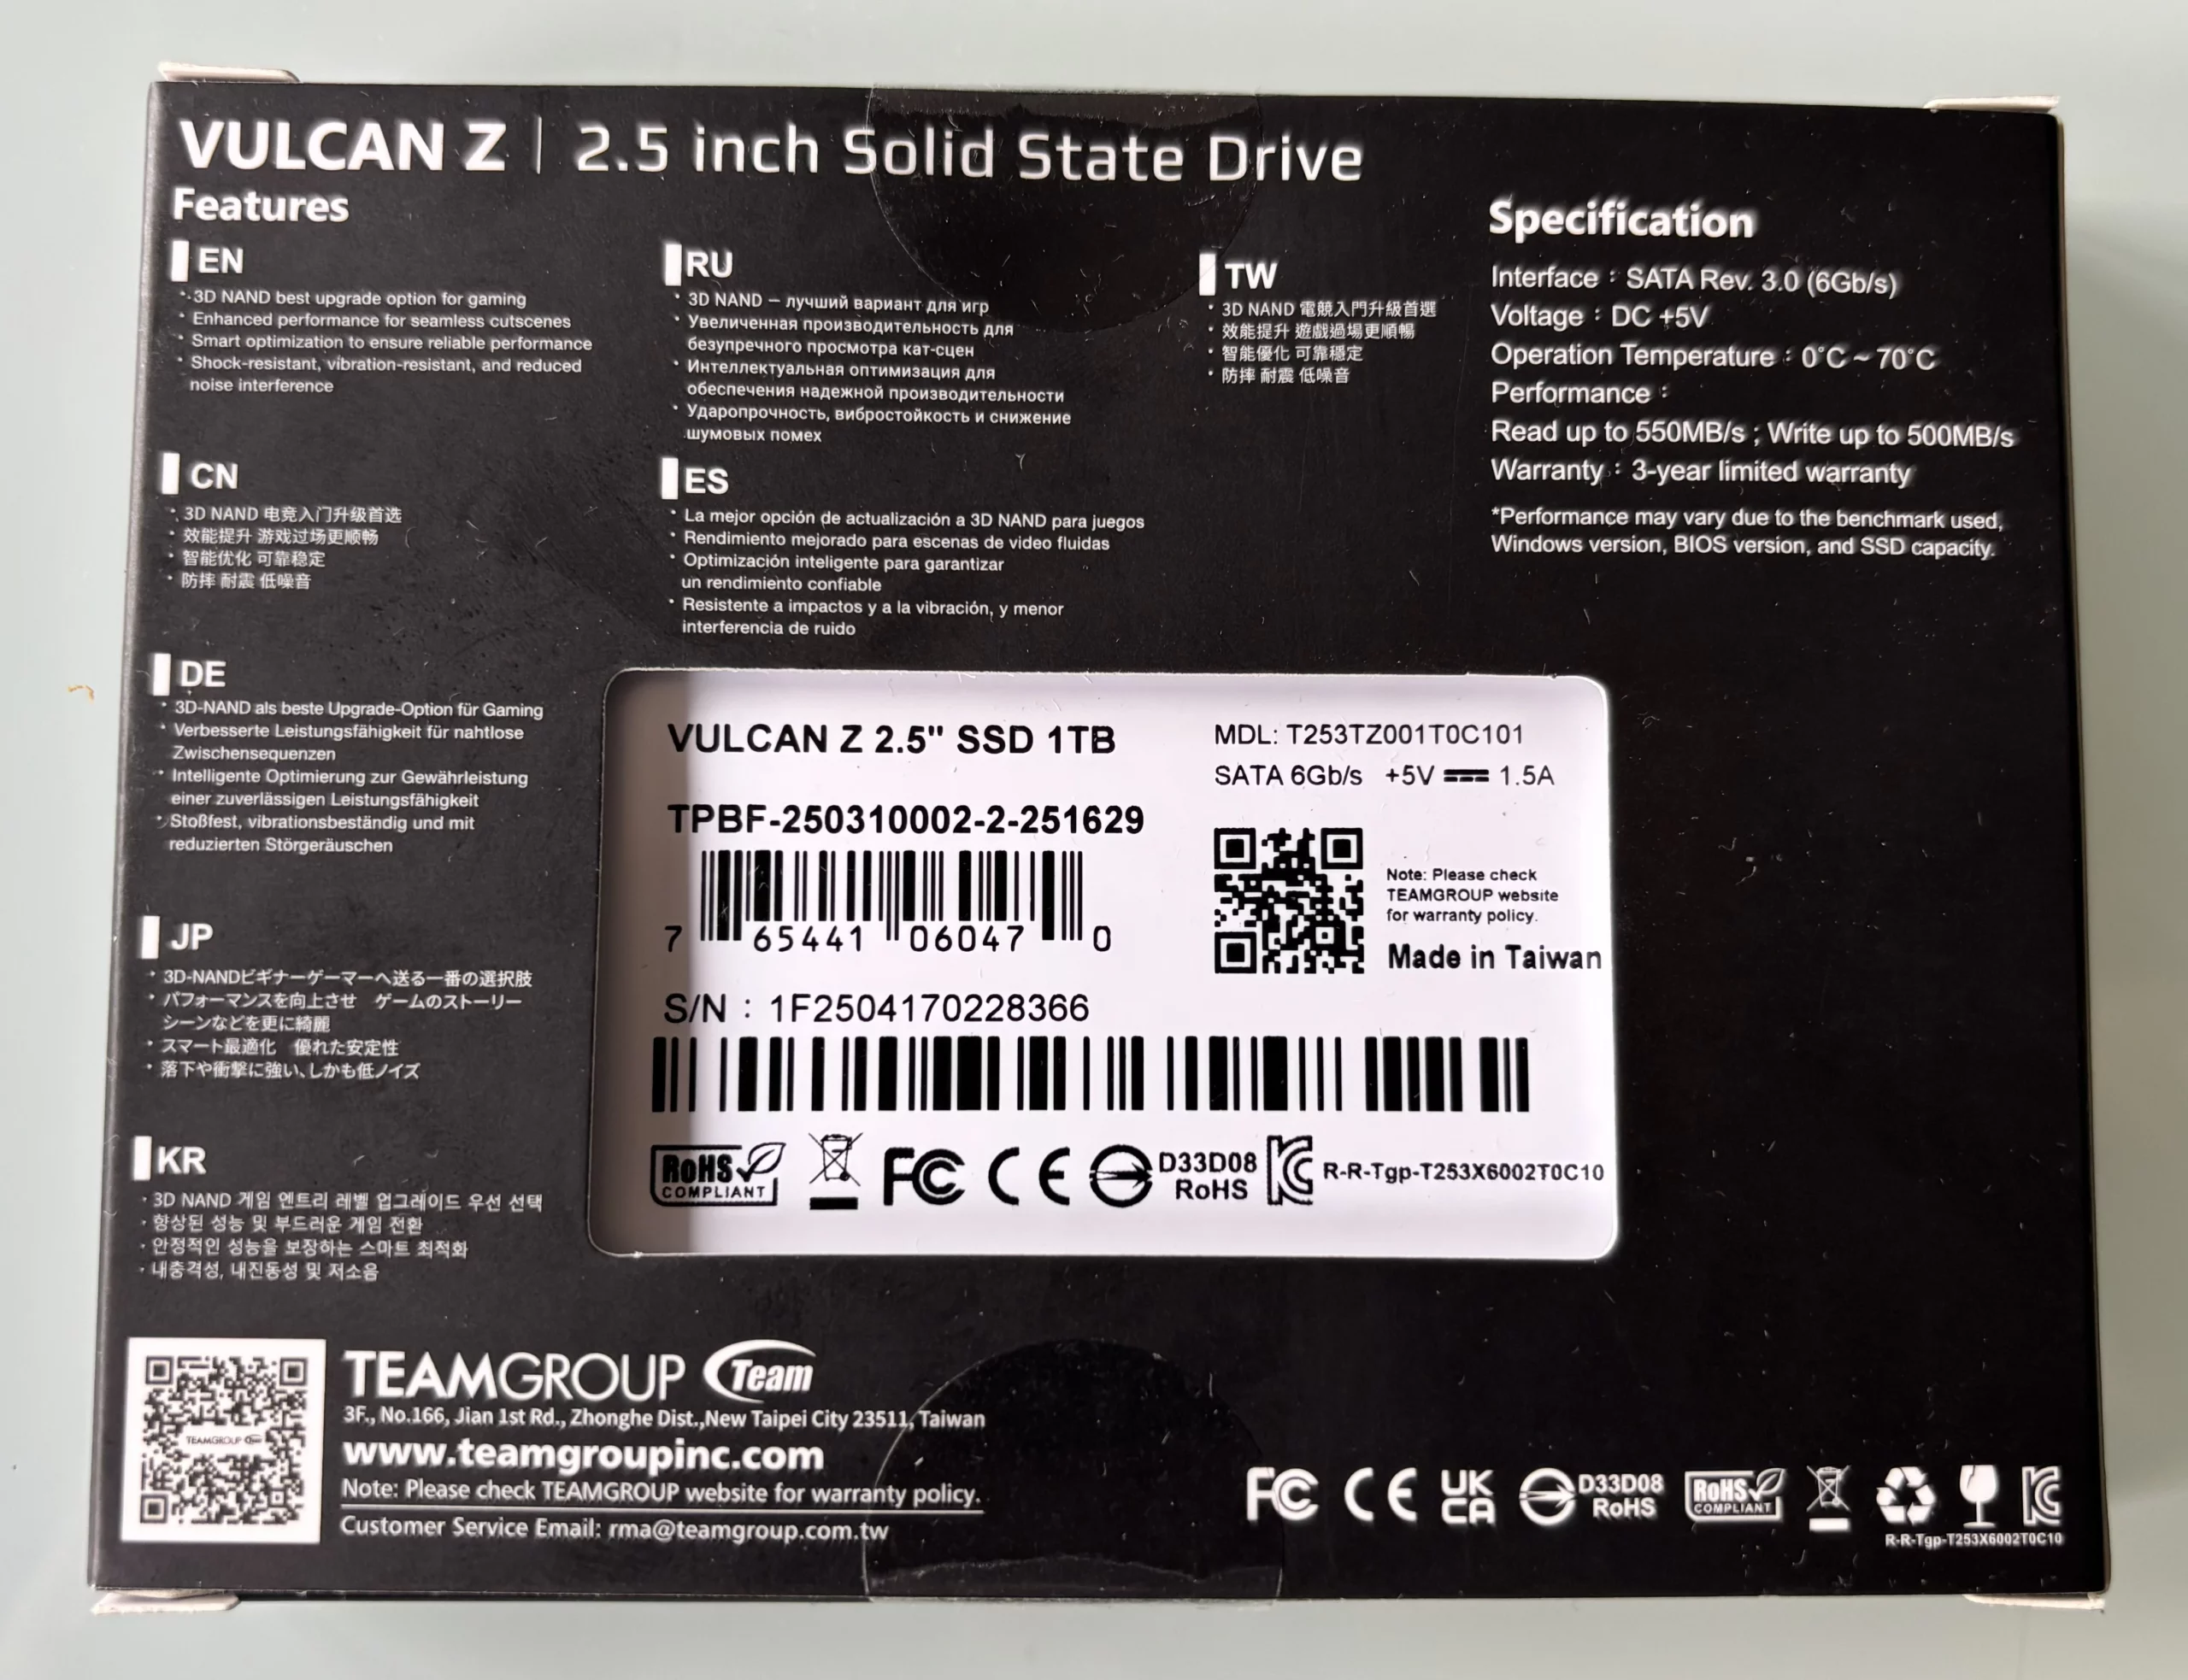 VULCAN Z | 2.5 inch Solid State Drive
Features
EN
· 3D NAND best upgrade option for gaming
· Enhanced performance for seamless cutscenes
· Smart optimization to ensure reliable performance
· Shock-resistant, vibration-resistant, and reduced
noise interference
CN
· 3D NAND 电竞入门升级首选
· 效能提升 游戏过场更顺畅
· 智能优化 可靠稳定
· 防摔 耐震 低噪音
DE
· 3D-NAND als beste Upgrade-Option für Gaming
· Verbesserte Leistungsfähigkeit für nahtlose
Zwischensequenzen
· Intelligente Optimierung zur Gewährleistung
einer zuverlässigen Leistungsfähigkeit
· Stoßfest, vibrationsbeständig und mit
reduzierten Störgeräuschen
JP
· 3D-NANDビギナーゲーマーへ送る一番の選択肢
· パフォーマンスを向上させ　ゲームのストーリー
シーンなどを更に綺麗
· スマート最適化　優れた安定性
· 落下や衝撃に強い、しかも低ノイズ
KR
· 3D NAND 게임 엔트리 레벨 업그레이드 우선 선택
· 향상된 성능 및 부드러운 게임 전환
· 안정적인 성능을 보장하는 스마트 최적화
· 내충격성, 내진동성 및 저소음
RU
· 3D NAND – лучший вариант для игр
· Увеличенная производительность для
безупречного просмотра кат-сцен
· Интеллектуальная оптимизация для
обеспечения надежной производительности
· Ударопрочность, вибростойкость и снижение
шумовых помех
ES
· La mejor opción de actualización a 3D NAND para juegos
· Rendimiento mejorado para escenas de video fluidas
· Optimización inteligente para garantizar
un rendimiento confiable
· Resistente a impactos y a la vibración, y menor
interferencia de ruido
TW
· 3D NAND 電競入門升級首選
· 效能提升 遊戲過場更順暢
· 智能優化 可靠穩定
· 防摔 耐震 低噪音
Specification
Interface：SATA Rev. 3.0 (6Gb/s)
Voltage：DC +5V
Operation Temperature：0˚C ~ 70˚C
Performance：
Read up to 550MB/s ; Write up to 500MB/s
Warranty：3-year limited warranty
*Performance may vary due to the benchmark used,
Windows version, BIOS version, and SSD capacity.
VULCAN Z 2.5" SSD 1TB
TPBF-250310002-2-251629
7 65441 06047 0
MDL: T253TZ001T0C101
SATA 6Gb/s +5V ⎓ 1.5A
Note: Please check
TEAMGROUP website
for warranty policy.
Made in Taiwan
S/N : 1F2504170228366
RoHS COMPLIANT FC CE D33D08 RoHS KC R-R-Tgp-T253X6002T0C10
TEAMGROUP
TEAMGROUP Team
3F., No.166, Jian 1st Rd., Zhonghe Dist.,New Taipei City 23511, Taiwan
www.teamgroupinc.com
Note: Please check TEAMGROUP website for warranty policy.
Customer Service Email: rma@teamgroup.com.tw
FC CE UKCA D33D08 RoHS RoHS COMPLIANT KC
R-R-Tgp-T253X6002T0C10